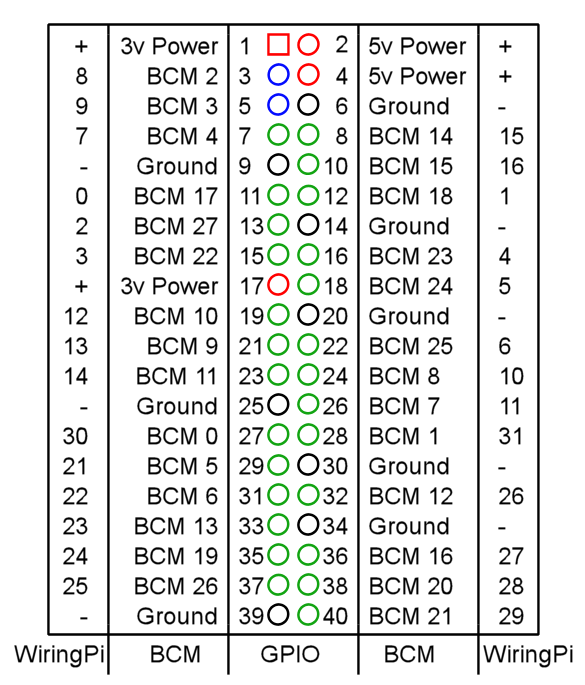 + 3v Power 1 2 5v Power +
8 BCM 2 3 4 5v Power +
9 BCM 3 5 6 Ground -
7 BCM 4 7 8 BCM 14 15
- Ground 9 10 BCM 15 16
0 BCM 17 11 12 BCM 18 1
2 BCM 27 13 14 Ground -
3 BCM 22 15 16 BCM 23 4
+ 3v Power 17 18 BCM 24 5
12 BCM 10 19 20 Ground -
13 BCM 9 21 22 BCM 25 6
14 BCM 11 23 24 BCM 8 10
- Ground 25 26 BCM 7 11
30 BCM 0 27 28 BCM 1 31
21 BCM 5 29 30 Ground -
22 BCM 6 31 32 BCM 12 26
23 BCM 13 33 34 Ground -
24 BCM 19 35 36 BCM 16 27
25 BCM 26 37 38 BCM 20 28
- Ground 39 40 BCM 21 29
WiringPi BCM GPIO BCM WiringPi